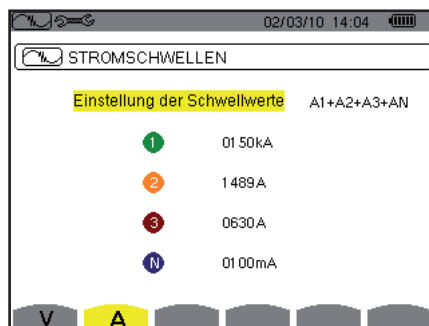 02/03/10 14:04
STROMSCHWELLEN
Einstellung der Schwellwerte A1+A2+A3+AN
1 0150kA
2 1489A
3 0630A
N 0100mA
V A